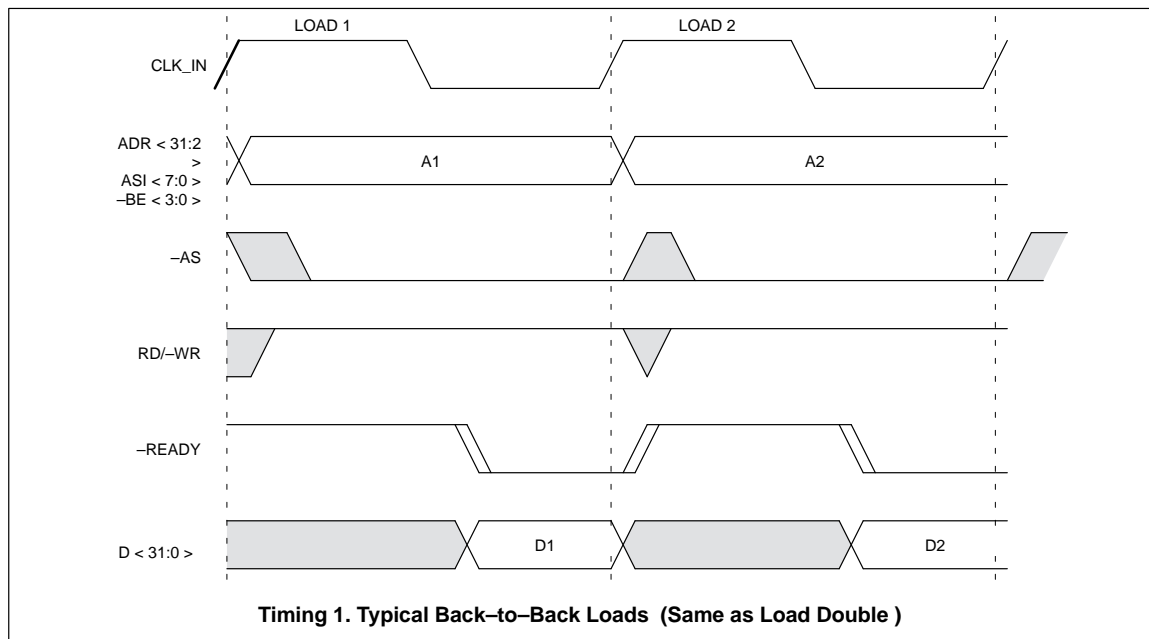 LOAD 1
LOAD 2
CLK_IN
ADR < 31:2
>
ASI < 7:0 >
–BE < 3:0 >
A1
A2
–AS
RD/–WR
–READY
D < 31:0 >
D1
D2
Timing 1. Typical Back–to–Back Loads (Same as Load Double )